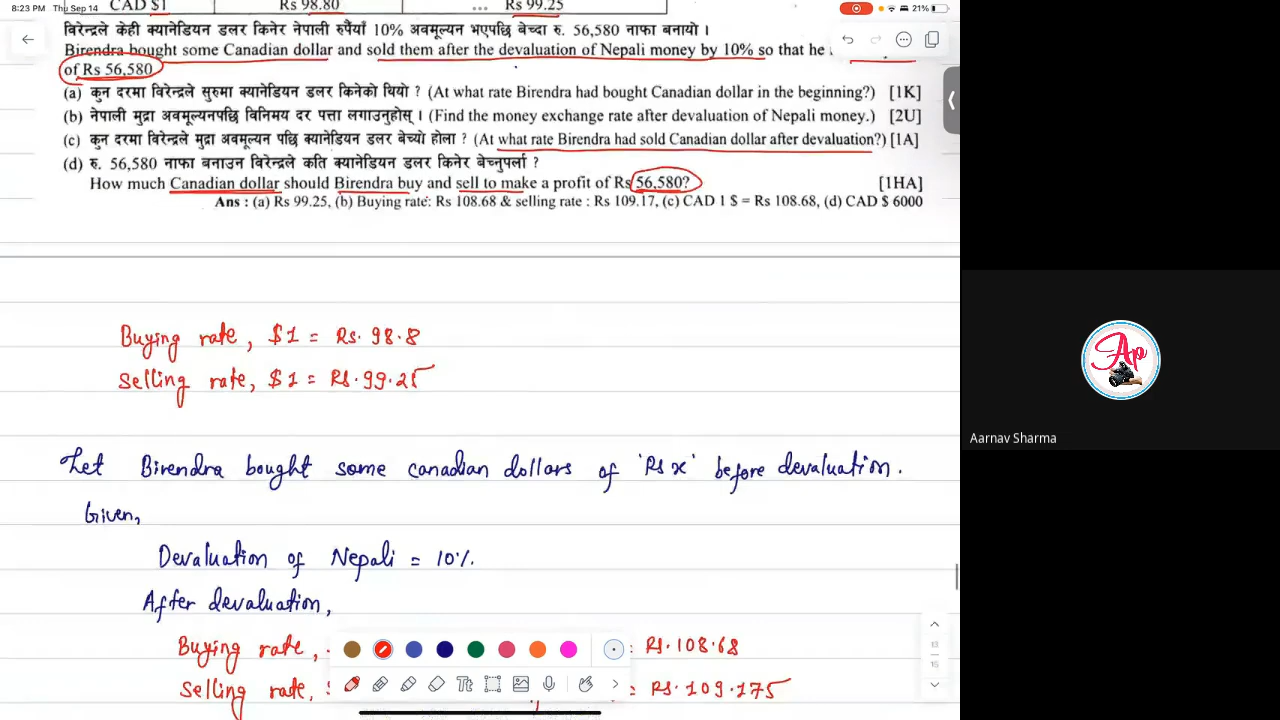 8:23 PM Thu Sep 14
21%
CAD $1 Rs 98.80 ... Rs 99.25
विरेन्द्रले केही क्यानेडियन डलर किनेर नेपाली रुपैयाँ 10% अवमूल्यन भएपछि बेच्दा रु. 56,580 नाफा बनायो ।
Birendra bought some Canadian dollar and sold them after the devaluation of Nepali money by 10% so that he
of Rs 56,580
(a) कुन दरमा विरेन्द्रले सुरुमा क्यानेडियन डलर किनेको थियो ? (At what rate Birendra had bought Canadian dollar in the beginning?) [1K]
(b) नेपाली मुद्रा अवमूल्यनपछि विनिमय दर पत्ता लगाउनुहोस् । (Find the money exchange rate after devaluation of Nepali money.) [2U]
(c) कुन दरमा विरेन्द्रले मुद्रा अवमूल्यन पछि क्यानेडियन डलर बेच्यो होला ? (At what rate Birendra had sold Canadian dollar after devaluation?) [1A]
(d) रु. 56,580 नाफा बनाउन विरेन्द्रले कति क्यानेडियन डलर किनेर बेच्नुपर्ला ?
How much Canadian dollar should Birendra buy and sell to make a profit of Rs 56,580? [1HA]
Ans : (a) Rs 99.25, (b) Buying rate: Rs 108.68 & selling rate : Rs 109.17, (c) CAD 1 $ = Rs 108.68, (d) CAD $ 6000
Buying rate, $1 = Rs. 98.8
Selling rate, $1 = Rs. 99.25
Let Birendra bought some canadian dollars of 'Rs x' before devaluation.
Given,
Devaluation of Nepali = 10%
After devaluation,
Buying rate, = Rs. 108.68
Selling rate, = Rs. 109.175
Tt
Ap
Aarnav Sharma